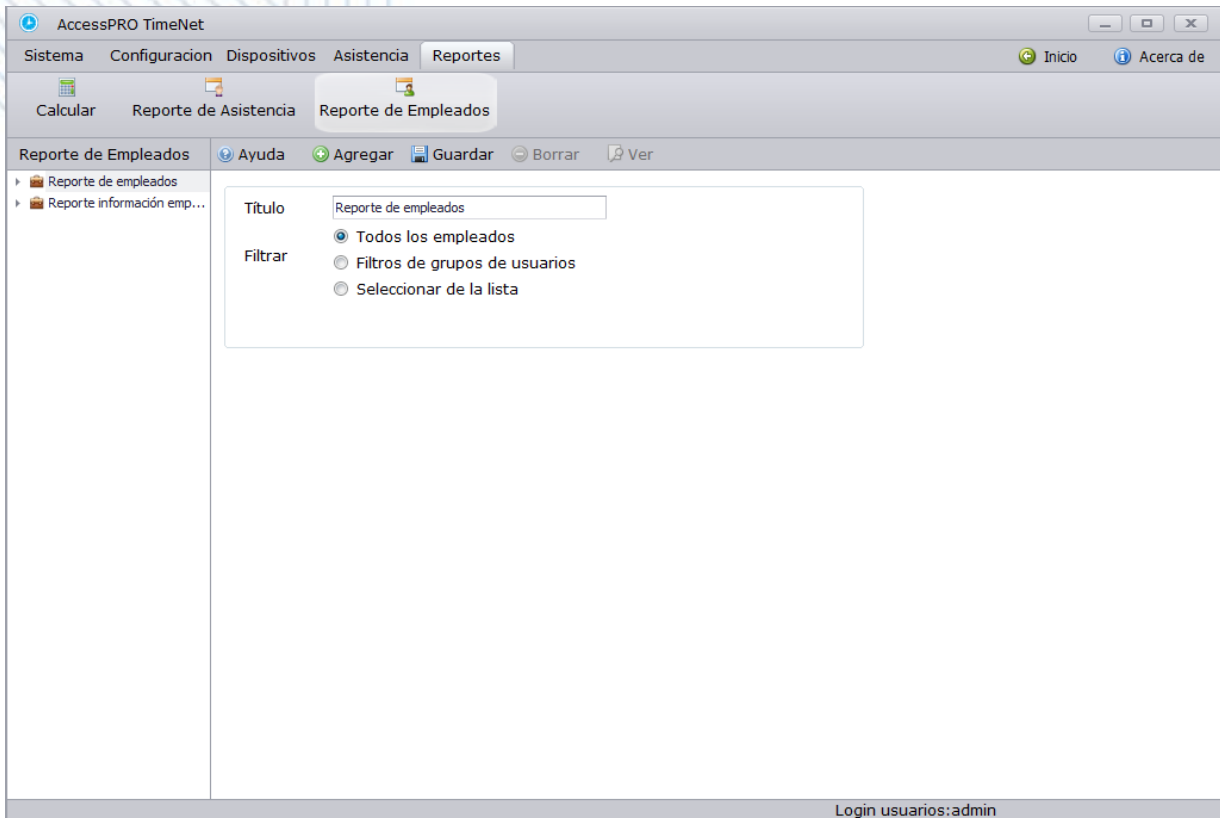 AccessPRO TimeNet
Sistema Configuracion Dispositivos Asistencia Reportes Inicio Acerca de
Calcular Reporte de Asistencia Reporte de Empleados
Reporte de Empleados Ayuda Agregar Guardar Borrar Ver
Reporte de empleados
Reporte información emp...
Título Reporte de empleados
Todos los empleados
Filtrar
Filtros de grupos de usuarios
Seleccionar de la lista
Login usuarios:admin